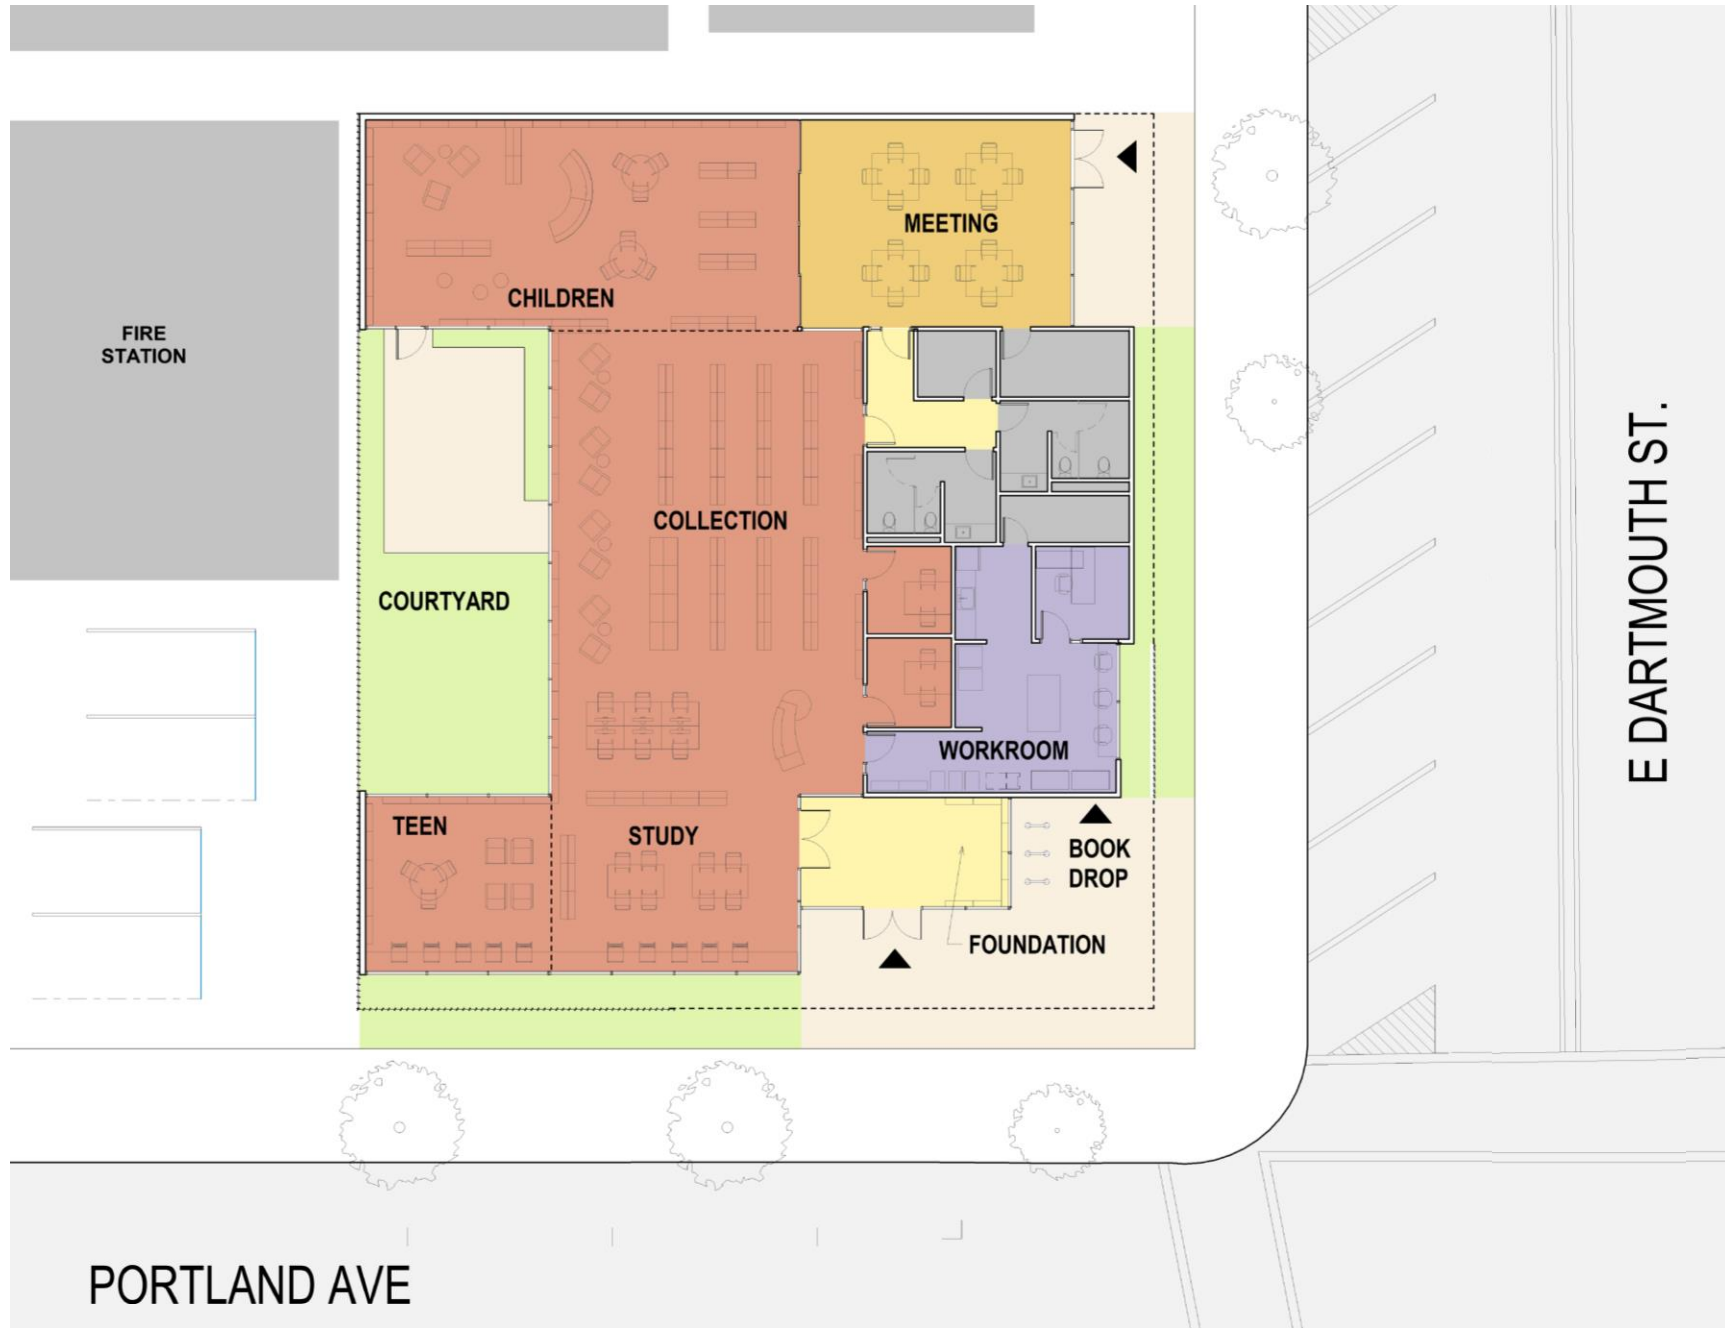 MEETING
CHILDREN
FIRE
STATION
E DARTMOUTH ST.
COLLECTION
COURTYARD
WORKROOM
TEEN
STUDY
BOOK
DROP
FOUNDATION
PORTLAND AVE